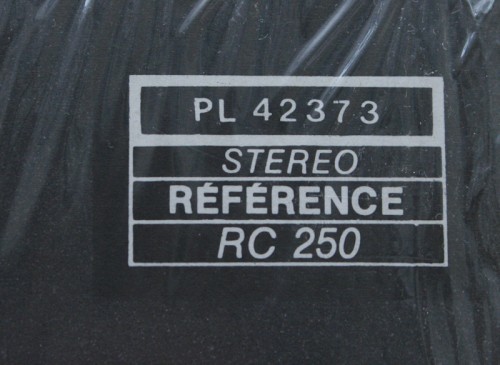 PL 42373
STEREO
RÉFÉRENCE
RC 250